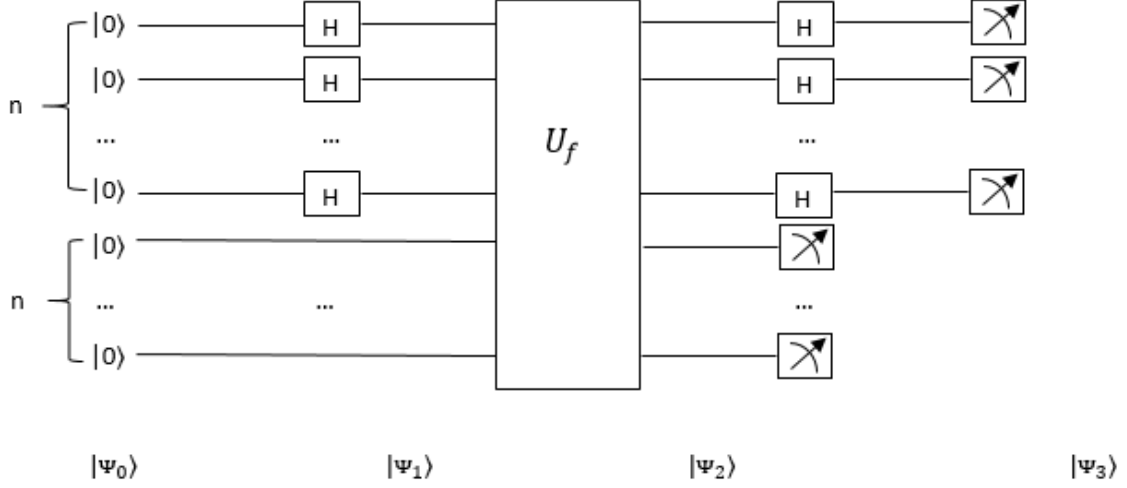 |0⟩ H H
|0⟩ H H
n
... ... ...
U_f
|0⟩ H H
|0⟩
n ... ... ...
|0⟩
|Ψ₀⟩ |Ψ₁⟩ |Ψ₂⟩ |Ψ₃⟩